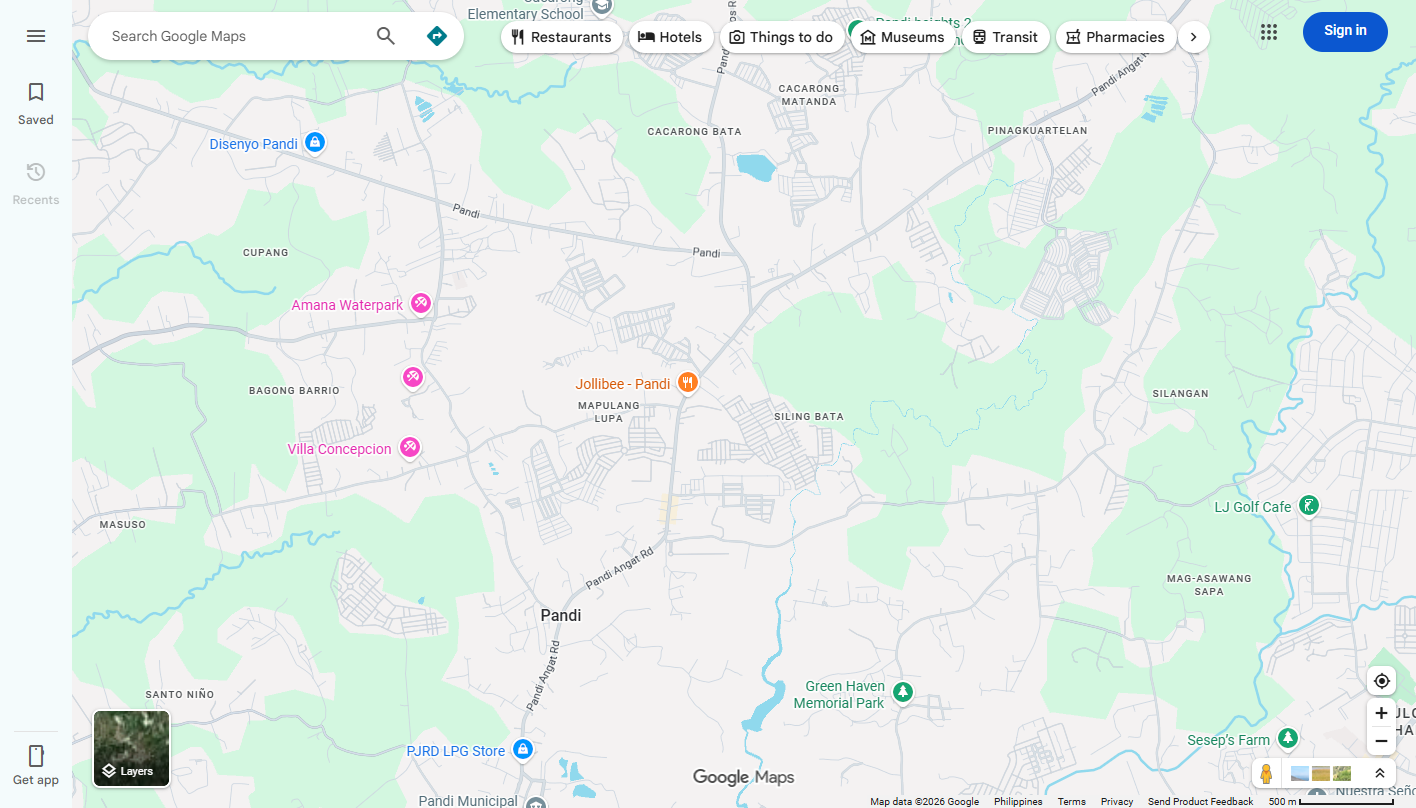 Elementary School
Search Google Maps
Restaurants
Hotels
Things to do
Museums
Transit
Pharmacies
Sign in
Pandi heights 2
Saved
Recents
CACARONG
MATANDA
CACARONG BATA
PINAGKUARTELAN
Pandi Angat Rd
Disenyo Pandi
Pandi
Pandi
CUPANG
Amana Waterpark
Jollibee - Pandi
BAGONG BARRIO
MAPULANG
LUPA
SILING BATA
SILANGAN
Villa Concepcion
MASUSO
LJ Golf Cafe
Pandi Angat Rd
MAG-ASAWANG
SAPA
Pandi
Pandi Angat Rd
SANTO NIÑO
Green Haven
Memorial Park
Sesep's Farm
PJRD LPG Store
Layers
Get app
Google Maps
Pandi Municipal
Map data ©2026 Google
Philippines
Terms
Privacy
Send Product Feedback
500 m